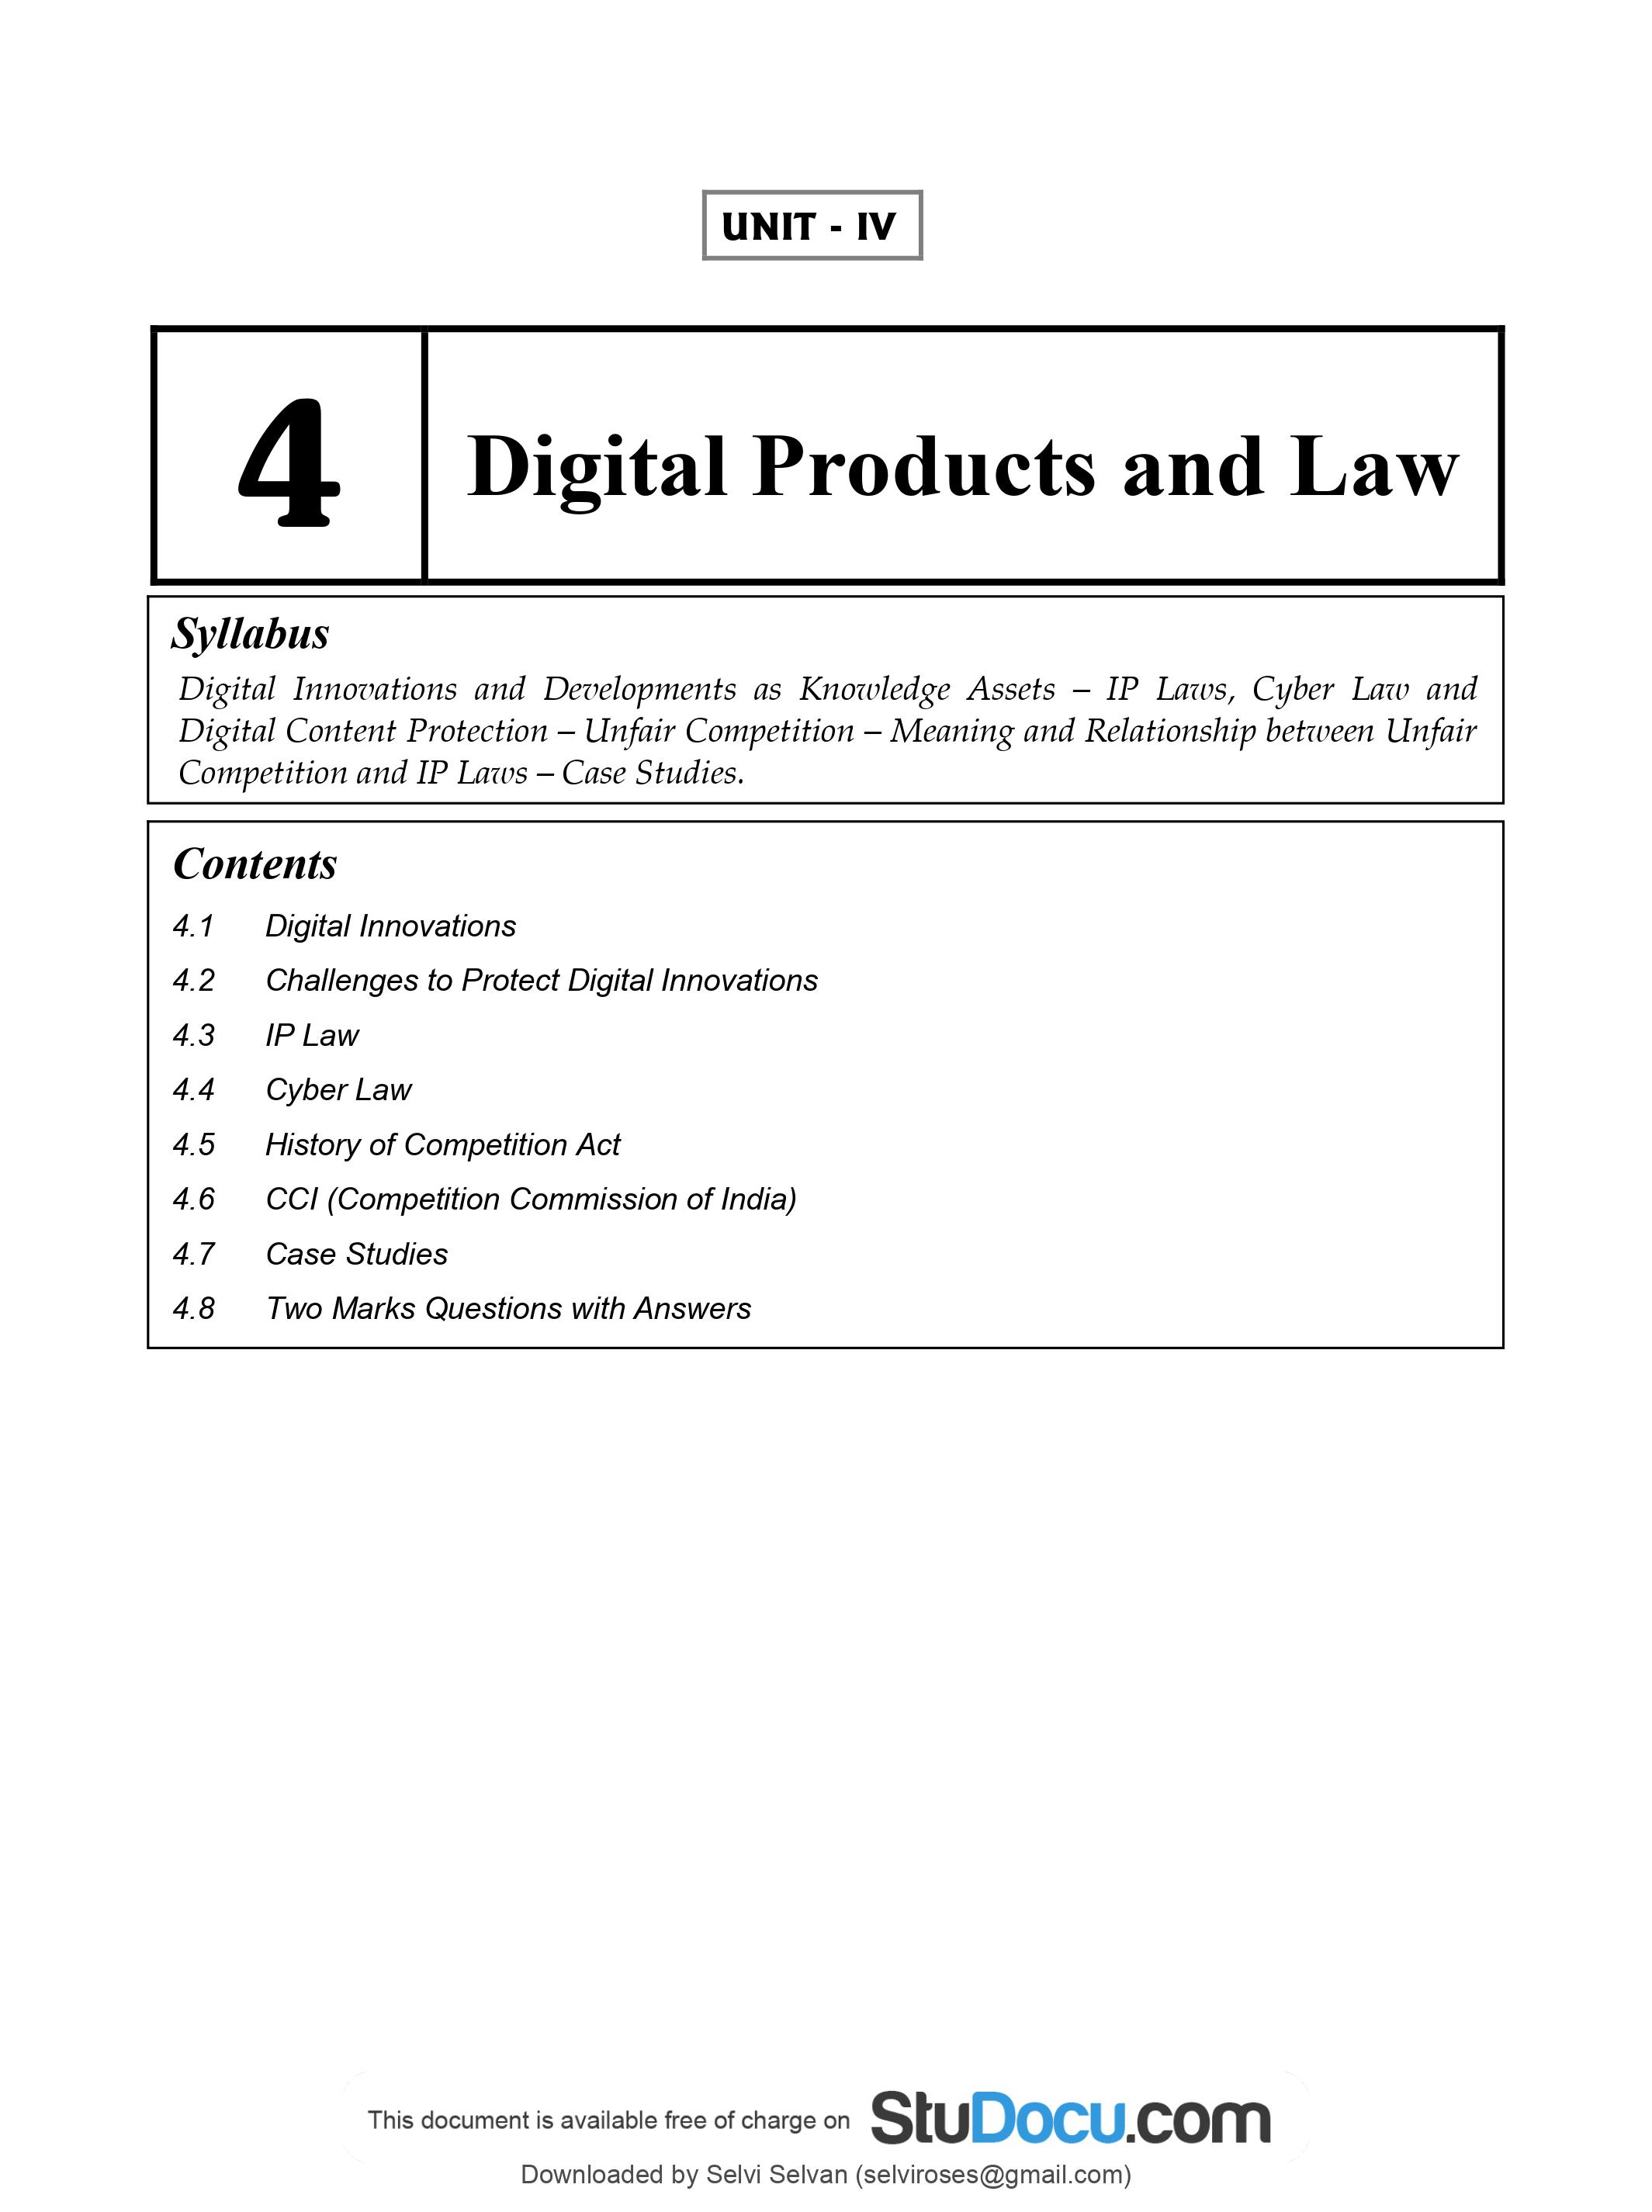 UNIT - IV
4
Digital Products and Law
Syllabus
Digital Innovations and Developments as Knowledge Assets – IP Laws, Cyber Law and
Digital Content Protection – Unfair Competition – Meaning and Relationship between Unfair
Competition and IP Laws – Case Studies.
Contents
4.1 Digital Innovations
4.2 Challenges to Protect Digital Innovations
4.3 IP Law
4.4 Cyber Law
4.5 History of Competition Act
4.6 CCI (Competition Commission of India)
4.7 Case Studies
4.8 Two Marks Questions with Answers
This document is available free of charge on StuDocu.com
Downloaded by Selvi Selvan (selviroses@gmail.com)